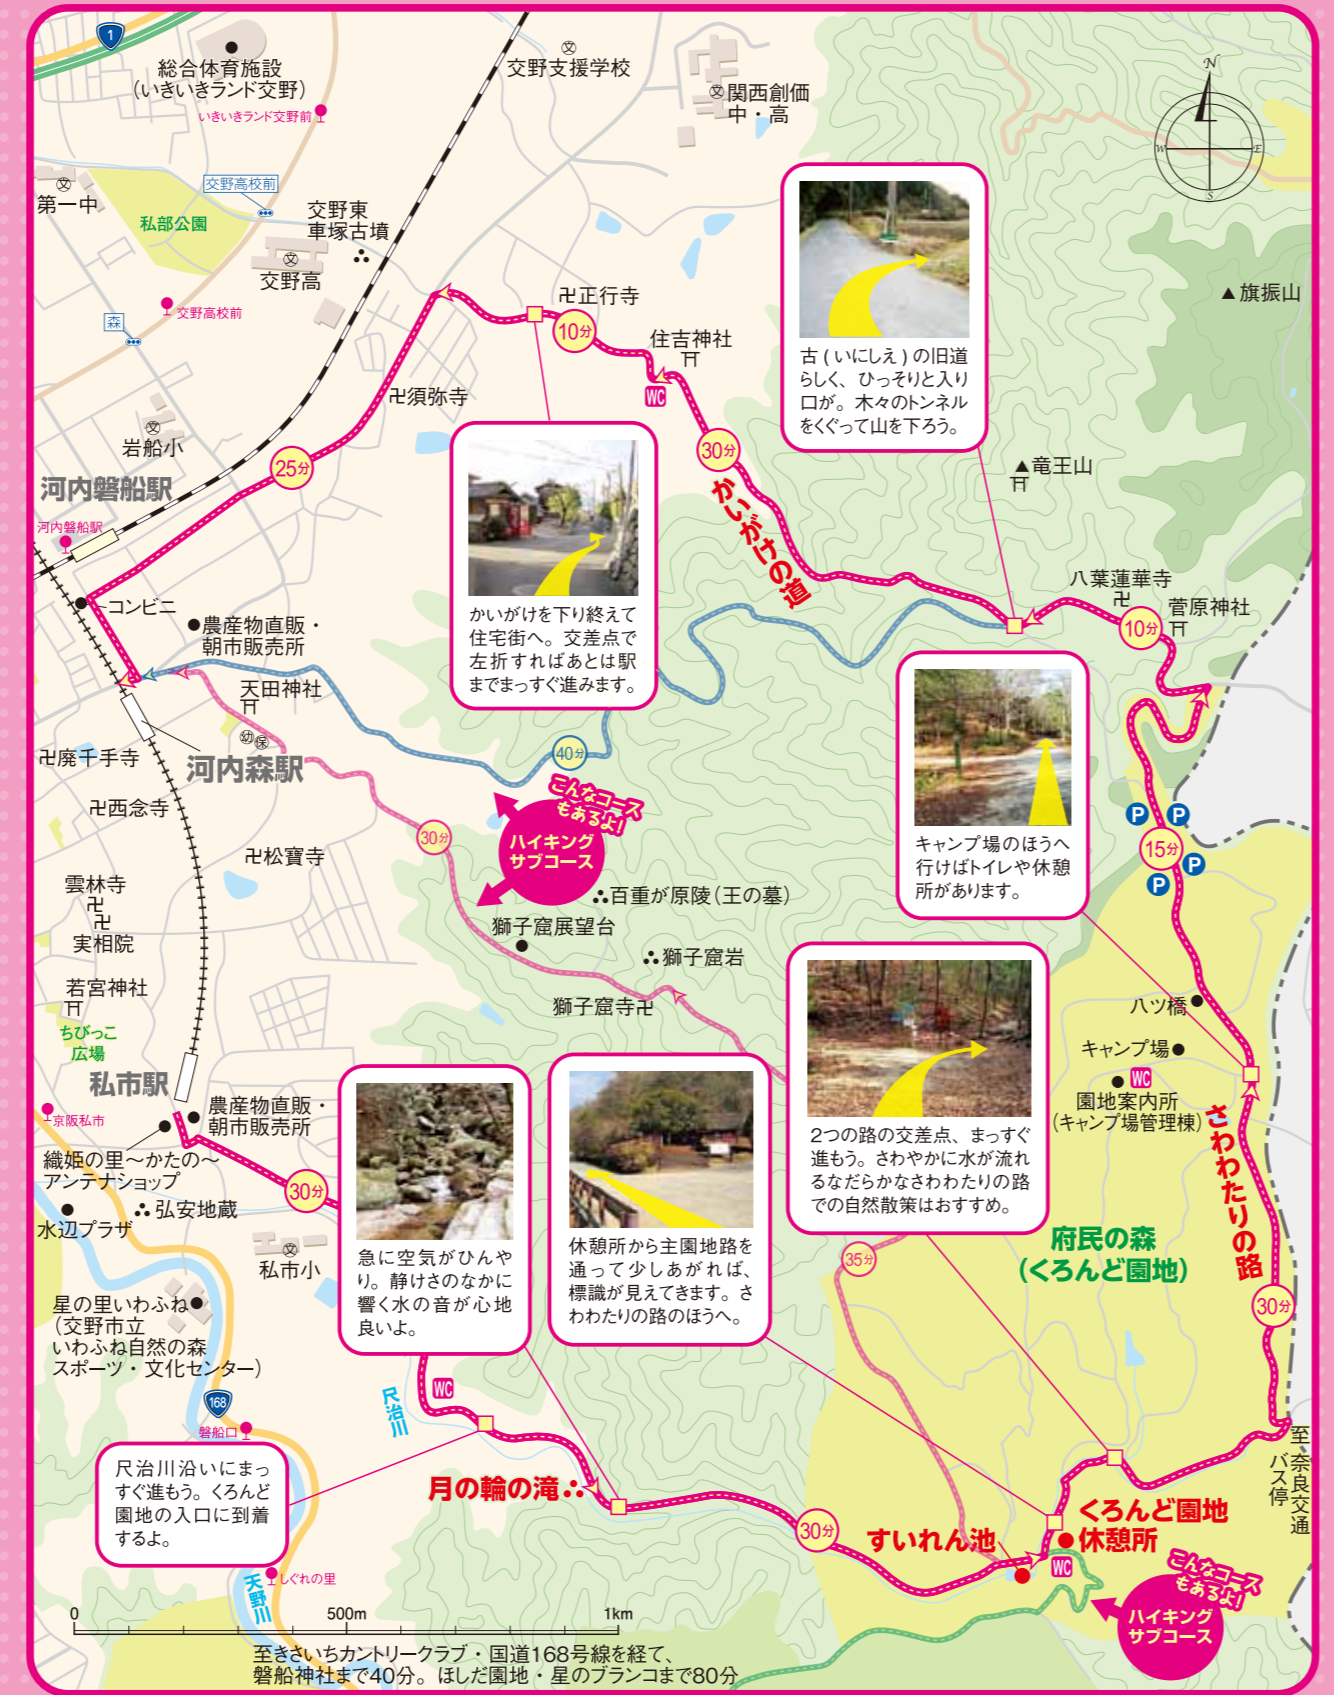 1
総合体育施設
(いきいきランド交野)
いきいきランド交野前
文
交野支援学校
文 関西創価
中・高
N
W
E
S
文
第一中
交野高校前
私部公園
交野東
車塚古墳
文
交野高
交野高校前
森
卍正行寺
10分
住吉神社
WC
旗振山
古(いにしえ)の旧道
らしく、ひっそりと入り
口が。木々のトンネル
をくぐって山を下ろう。
卍須弥寺
文
岩船小
25分
30分
かいがけの道
竜王山
河内磐船駅
河内磐船駅
コンビニ
農産物直販・
朝市販売所
かいがけを下り終えて
住宅街へ。交差点で
左折すればあとは駅
までまっすぐ進みます。
八葉蓮華寺
卍
10分
菅原神社
天田神社
幼保
河内森駅
卍廃千手寺
卍西念寺
卍松寶寺
40分
30分
こんなコース
もあるよ!
ハイキング
サブコース
キャンプ場のほうへ
行けばトイレや休憩
所があります。
P
P
15分
P
P
雲林寺
卍
卍
実相院
若宮神社
ちびっこ
広場
百重が原陵(王の墓)
獅子窟展望台
獅子窟岩
獅子窟寺卍
八ツ橋
キャンプ場
WC
園地案内所
(キャンプ場管理棟)
さわわたりの路
私市駅
京阪私市
農産物直販・
朝市販売所
織姫の里～かたの～
アンテナショップ
30分
水辺プラザ
弘安地蔵
文
私市小
急に空気がひんや
り。静けさのなかに
響く水の音が心地
良いよ。
休憩所から主園地路を
通って少しあがれば、
標識が見えてきます。さ
わわたりの路のほうへ。
2つの路の交差点、まっすぐ
進もう。さわやかに水が流れ
るなだらかなさわわたりの路
での自然散策はおすすめ。
府民の森
(くろんど園地)
35分
30分
星の里いわふね
(交野市立
いわふね自然の森
スポーツ・文化センター)
168
磐船口
WC
尺治川
尺治川沿いにまっ
すぐ進もう。くろんど
園地の入口に到着
するよ。
月の輪の滝
30分
すいれん池
くろんど園地
休憩所
WC
至 奈良交通
バス停
こんなコース
もあるよ!
ハイキング
サブコース
しぐれの里
天野川
0
500m
1km
至きさいちカントリークラブ・国道168号線を経て、
磐船神社まで40分。ほしだ園地・星のブランコまで80分